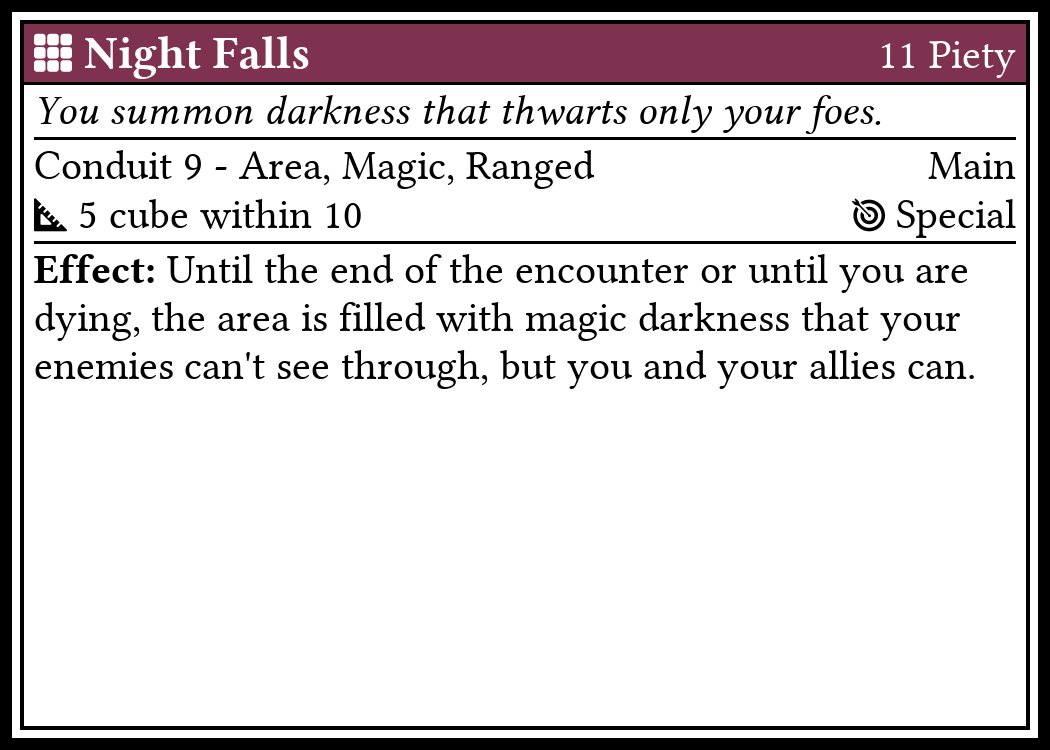 Night Falls 11 Piety
You summon darkness that thwarts only your foes.
Conduit 9 - Area, Magic, Ranged Main
5 cube within 10 Special
Effect: Until the end of the encounter or until you are
dying, the area is filled with magic darkness that your
enemies can't see through, but you and your allies can.